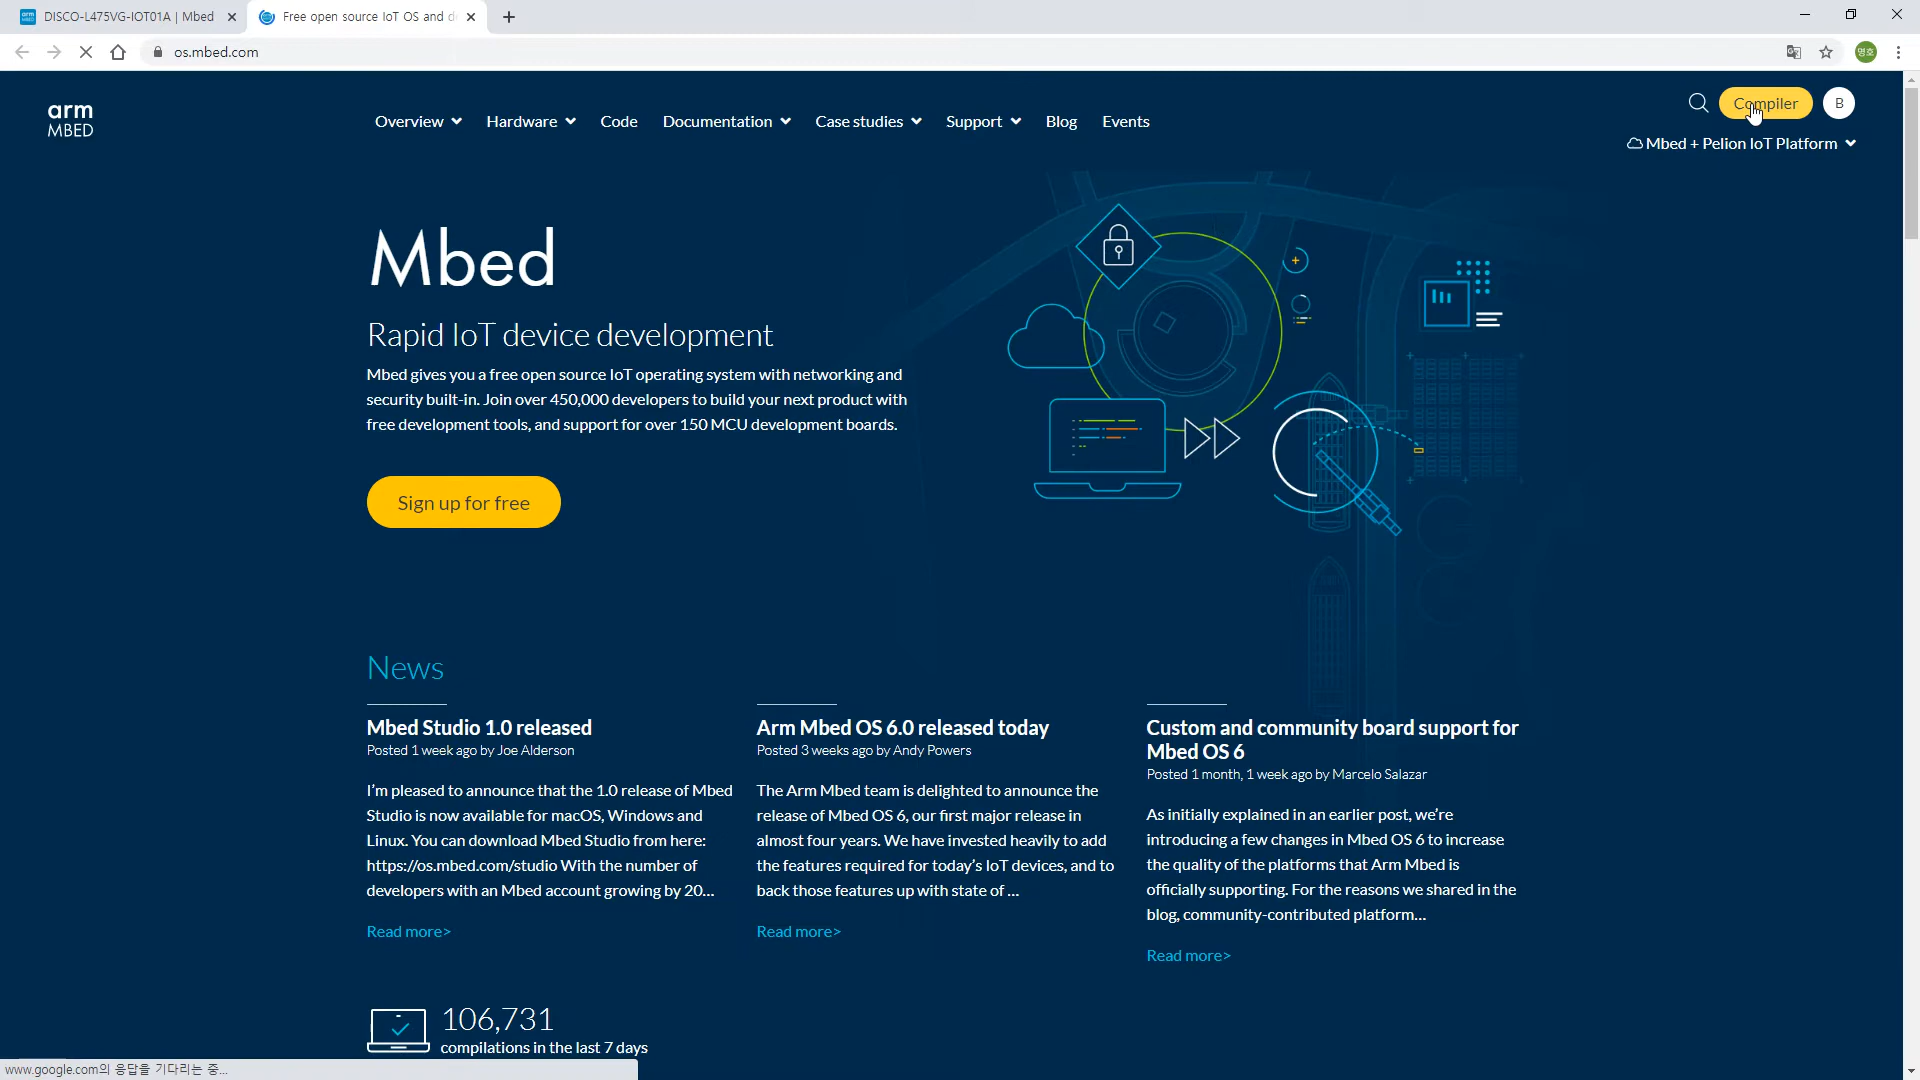 DISCO-L475VG-IOT01A | Mbed
Free open source IoT OS and d
os.mbed.com
명호
arm
MBED
Overview
Hardware
Code
Documentation
Case studies
Support
Blog
Events
Compiler
B
Mbed + Pelion IoT Platform
Mbed
Rapid IoT device development
Mbed gives you a free open source IoT operating system with networking and
security built-in. Join over 450,000 developers to build your next product with
free development tools, and support for over 150 MCU development boards.
Sign up for free
News
Mbed Studio 1.0 released
Posted 1 week ago by Joe Alderson
I’m pleased to announce that the 1.0 release of Mbed
Studio is now available for macOS, Windows and
Linux. You can download Mbed Studio from here:
https://os.mbed.com/studio With the number of
developers with an Mbed account growing by 20...
Read more>
Arm Mbed OS 6.0 released today
Posted 3 weeks ago by Andy Powers
The Arm Mbed team is delighted to announce the
release of Mbed OS 6, our first major release in
almost four years. We have invested heavily to add
the features required for today’s IoT devices, and to
back those features up with state of ...
Read more>
Custom and community board support for
Mbed OS 6
Posted 1 month, 1 week ago by Marcelo Salazar
As initially explained in an earlier post, we’re
introducing a few changes in Mbed OS 6 to increase
the quality of the platforms that Arm Mbed is
officially supporting. For the reasons we shared in the
blog, community-contributed platform...
Read more>
106,731
compilations in the last 7 days
www.google.com의 응답을 기다리는 중...